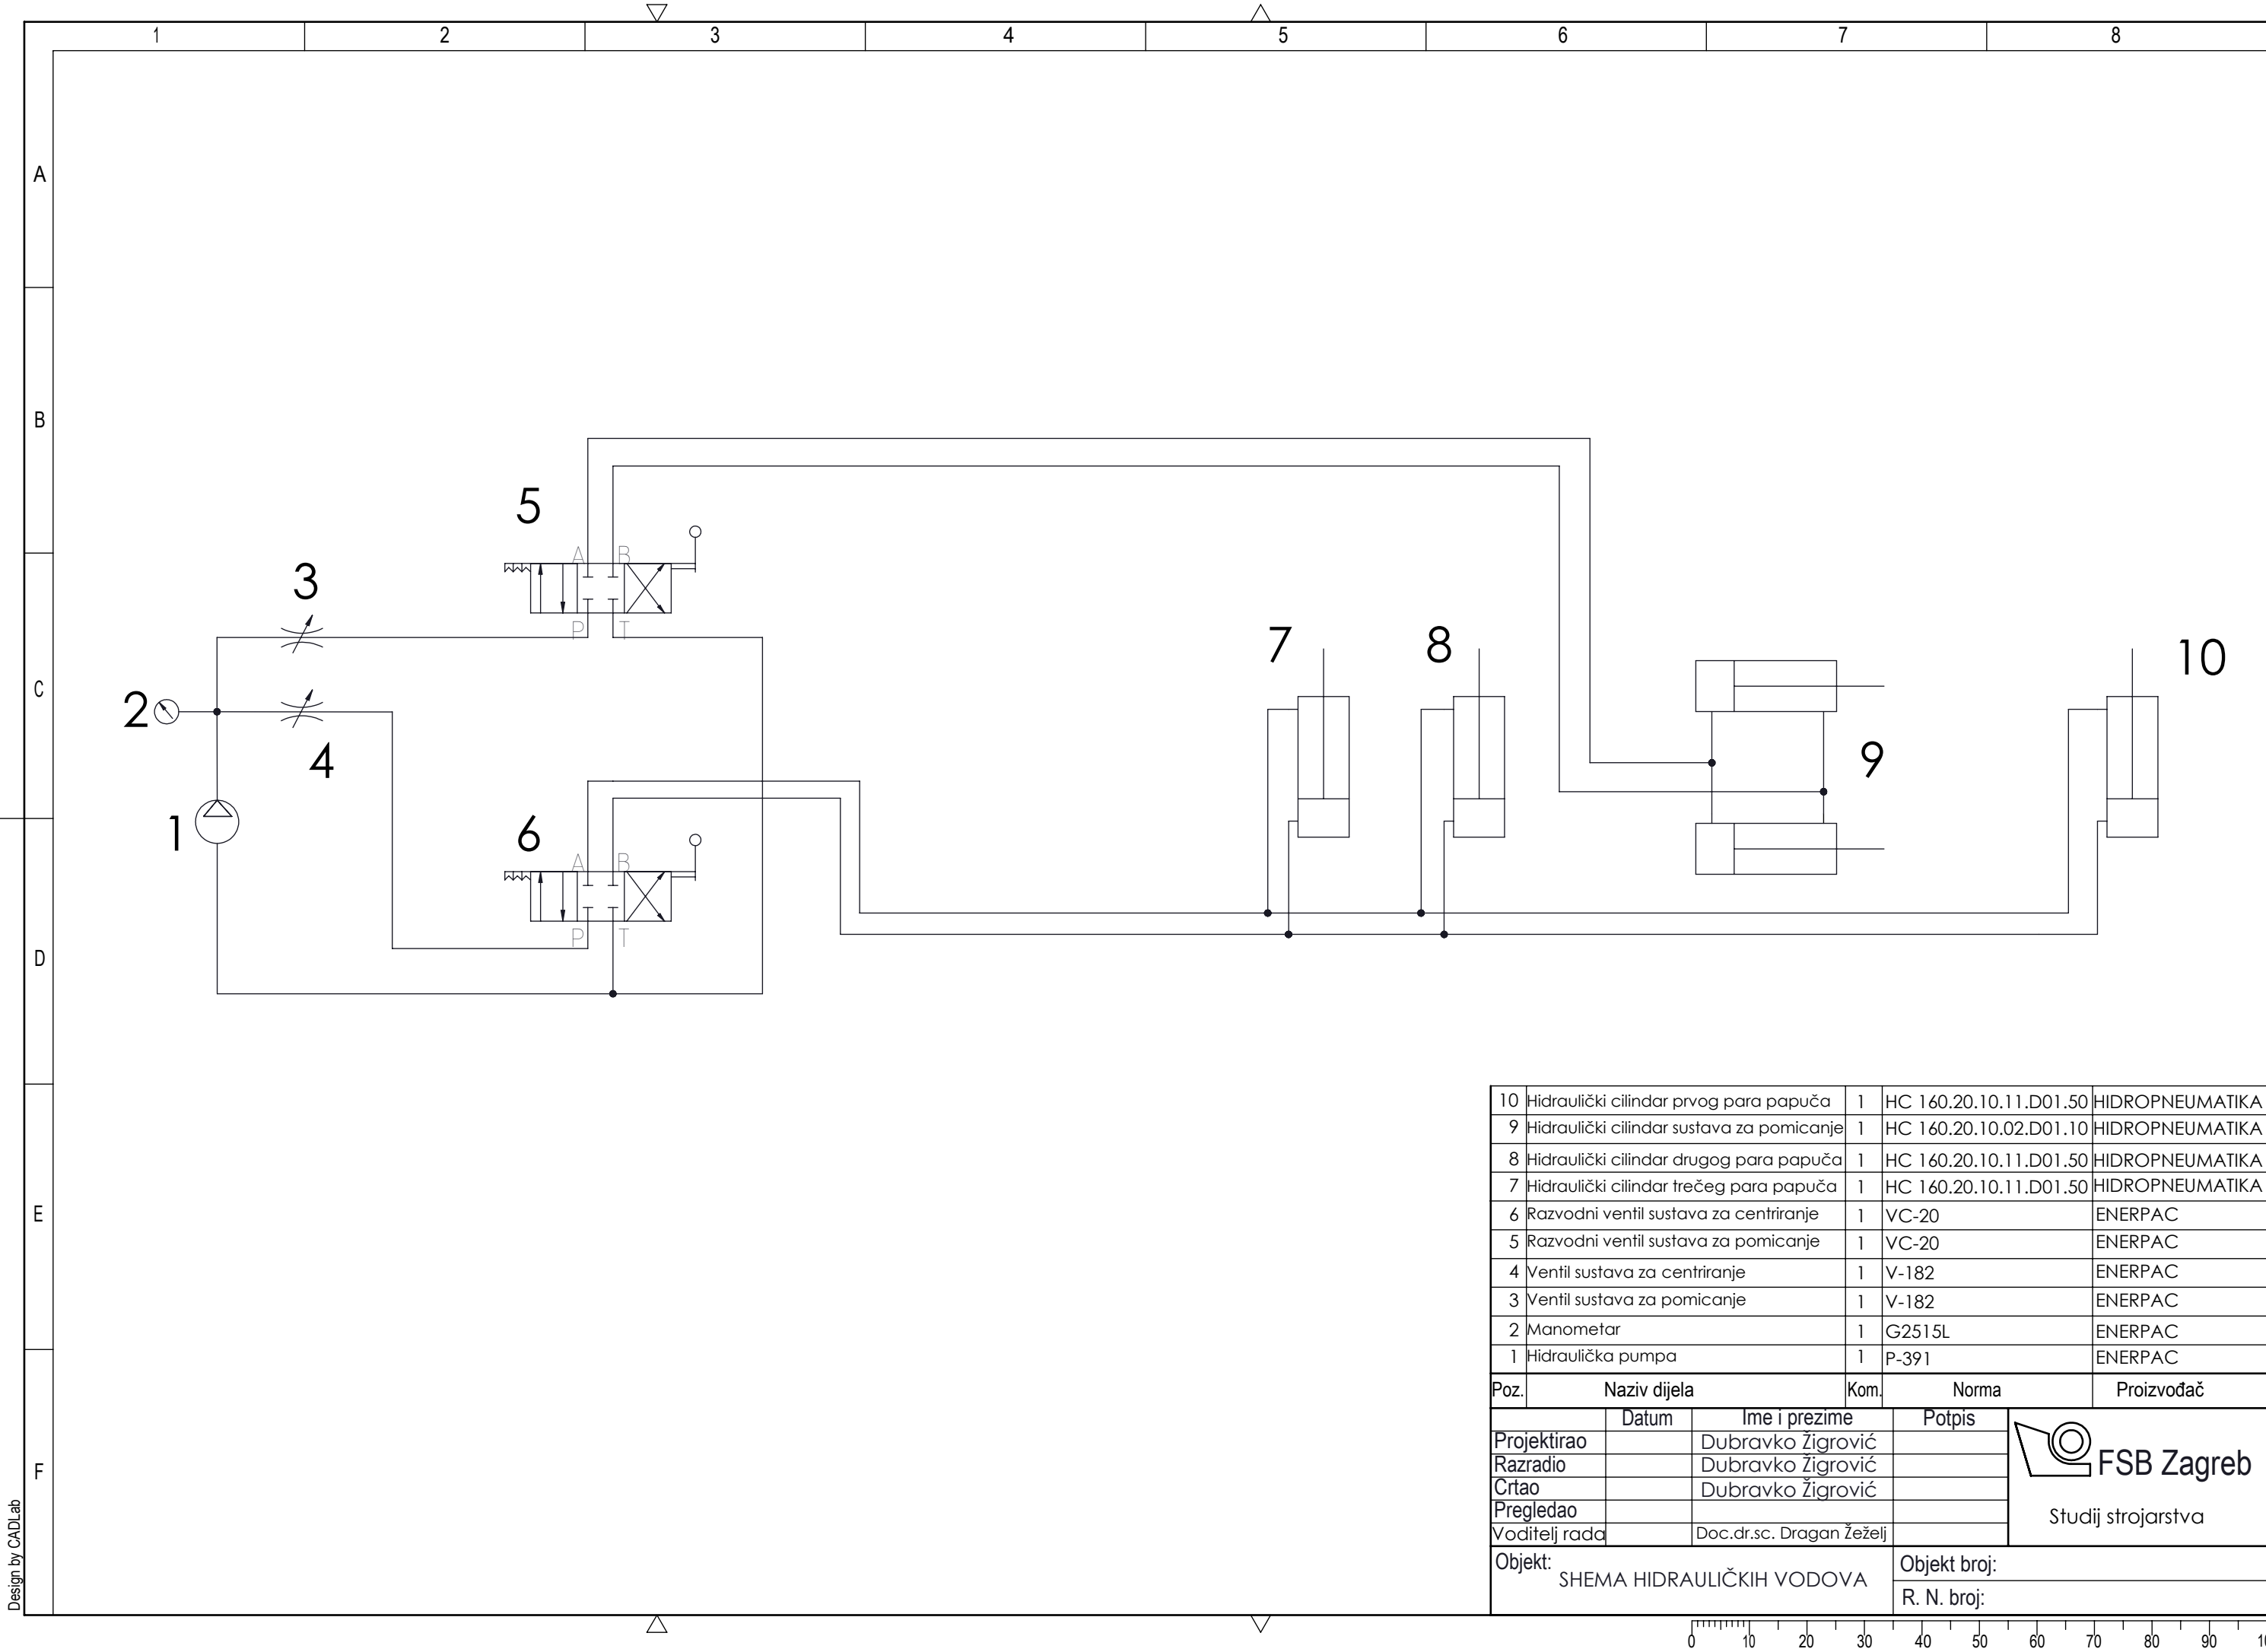 1 2 3 4 5 6 7 8
A
B
C
D
E
F
5
A B
P T
3
2
4
1
6
A B
P T
7
8
9
10
10 Hidraulički cilindar prvog para papuča 1 HC 160.20.10.11.D01.50 HIDROPNEUMATIKA
9 Hidraulički cilindar sustava za pomicanje 1 HC 160.20.10.02.D01.10 HIDROPNEUMATIKA
8 Hidraulički cilindar drugog para papuča 1 HC 160.20.10.11.D01.50 HIDROPNEUMATIKA
7 Hidraulički cilindar trečeg para papuča 1 HC 160.20.10.11.D01.50 HIDROPNEUMATIKA
6 Razvodni ventil sustava za centriranje 1 VC-20 ENERPAC
5 Razvodni ventil sustava za pomicanje 1 VC-20 ENERPAC
4 Ventil sustava za centriranje 1 V-182 ENERPAC
3 Ventil sustava za pomicanje 1 V-182 ENERPAC
2 Manometar 1 G2515L ENERPAC
1 Hidraulička pumpa 1 P-391 ENERPAC
Poz. Naziv dijela Kom. Norma Proizvođač
Datum Ime i prezime Potpis
Projektirao Dubravko Žigrović
Razradio Dubravko Žigrović
Crtao Dubravko Žigrović
Pregledao
Voditelj rada Doc.dr.sc. Dragan Žeželj
FSB Zagreb
Studij strojarstva
Objekt: SHEMA HIDRAULIČKIH VODOVA
Objekt broj:
R. N. broj:
Design by CADLab
0 10 20 30 40 50 60 70 80 90